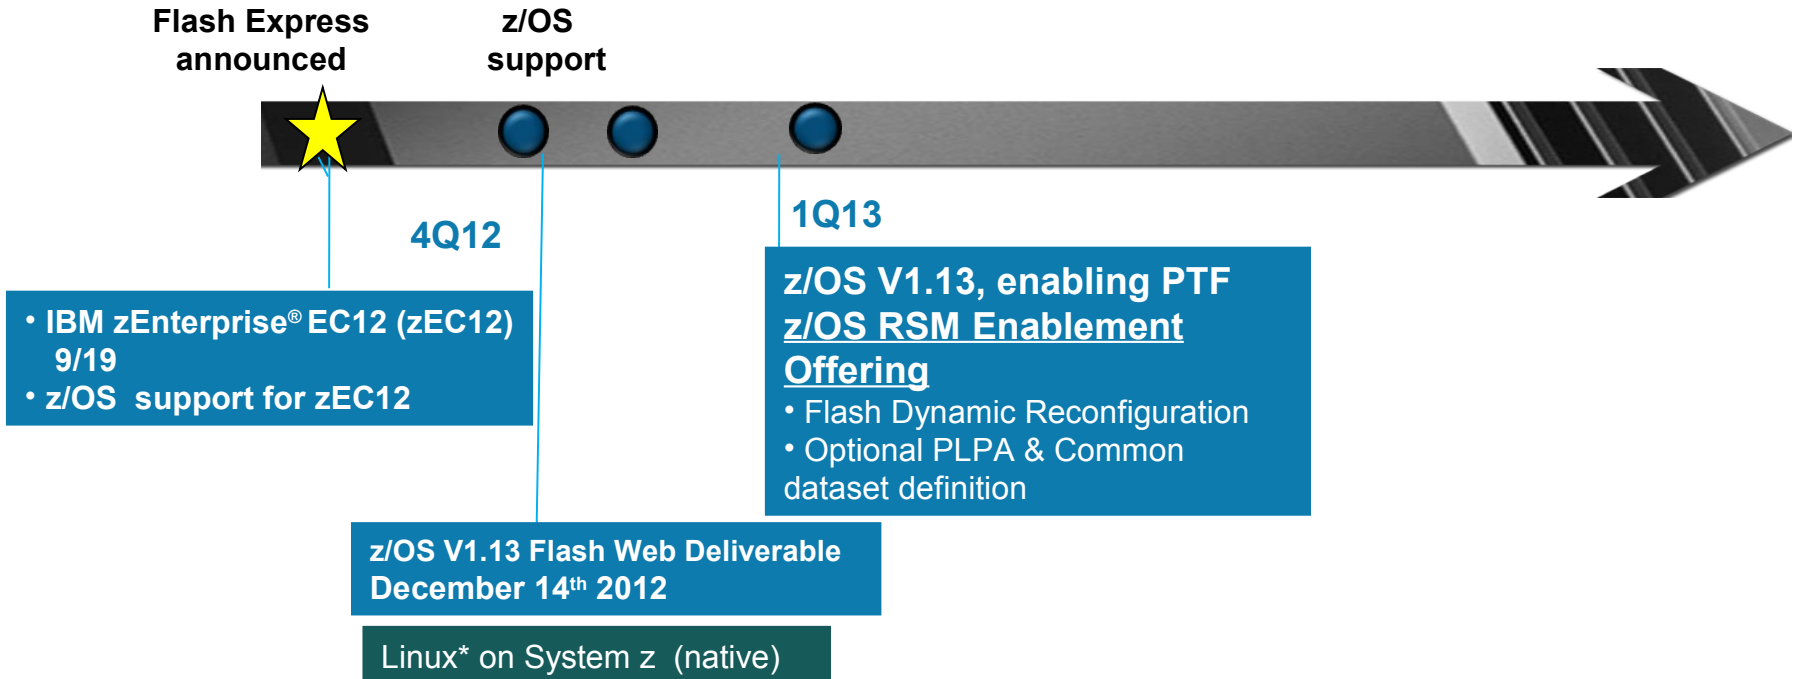 Flash Express
announced
z/OS
support
4Q12
1Q13
• IBM zEnterprise® EC12 (zEC12)
9/19
• z/OS support for zEC12
z/OS V1.13, enabling PTF
z/OS RSM Enablement
Offering
• Flash Dynamic Reconfiguration
• Optional PLPA & Common
dataset definition
z/OS V1.13 Flash Web Deliverable
December 14th 2012
Linux* on System z (native)